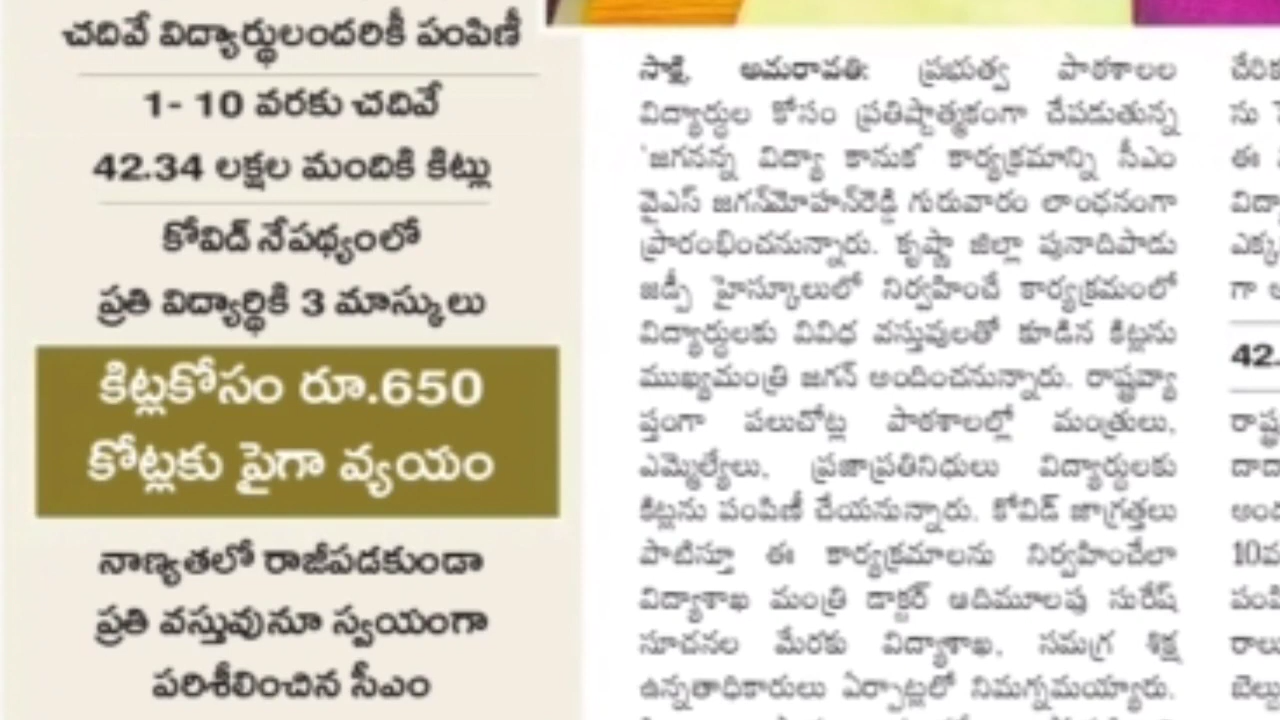 చదివే విద్యార్థులందరికీ పంపిణీ
1- 10 వరకు చదివే
42.34 లక్షల మందికి కిట్లు
కోవిడ్ నేపథ్యంలో
ప్రతి విద్యార్థికి 3 మాస్కులు
కిట్లకోసం రూ.650
కోట్లకు పైగా వ్యయం
నాణ్యతలో రాజీపడకుండా
ప్రతి వస్తువునూ స్వయంగా
పరిశీలించిన సీఎం
సాక్షి, అమరావతి: ప్రభుత్వ పాఠశాలల
విద్యార్థుల కోసం ప్రతిష్టాత్మకంగా చేపడుతున్న
'జగనన్న విద్యా కానుక' కార్యక్రమాన్ని సీఎం
వైఎస్ జగన్‌మోహన్‌రెడ్డి గురువారం లాంఛనంగా
ప్రారంభించనున్నారు. కృష్ణా జిల్లా పునాదిపాడు
జడ్పీ హైస్కూలులో నిర్వహించే కార్యక్రమంలో
విద్యార్థులకు వివిధ వస్తువులతో కూడిన కిట్లను
ముఖ్యమంత్రి జగన్ అందించనున్నారు. రాష్ట్రవ్యా
ప్తంగా పలుచోట్ల పాఠశాలల్లో మంత్రులు,
ఎమ్మెల్యేలు, ప్రజాప్రతినిధులు విద్యార్థులకు
కిట్లను పంపిణీ చేయనున్నారు. కోవిడ్ జాగ్రత్తలు
పాటిస్తూ ఈ కార్యక్రమాలను నిర్వహించేలా
విద్యాశాఖ మంత్రి డాక్టర్ ఆదిమూలపు సురేష్
సూచనల మేరకు విద్యాశాఖ, సమగ్ర శిక్ష
ఉన్నతాధికారులు ఏర్పాట్లలో నిమగ్నమయ్యారు.
సు
ఈ
గా
42.